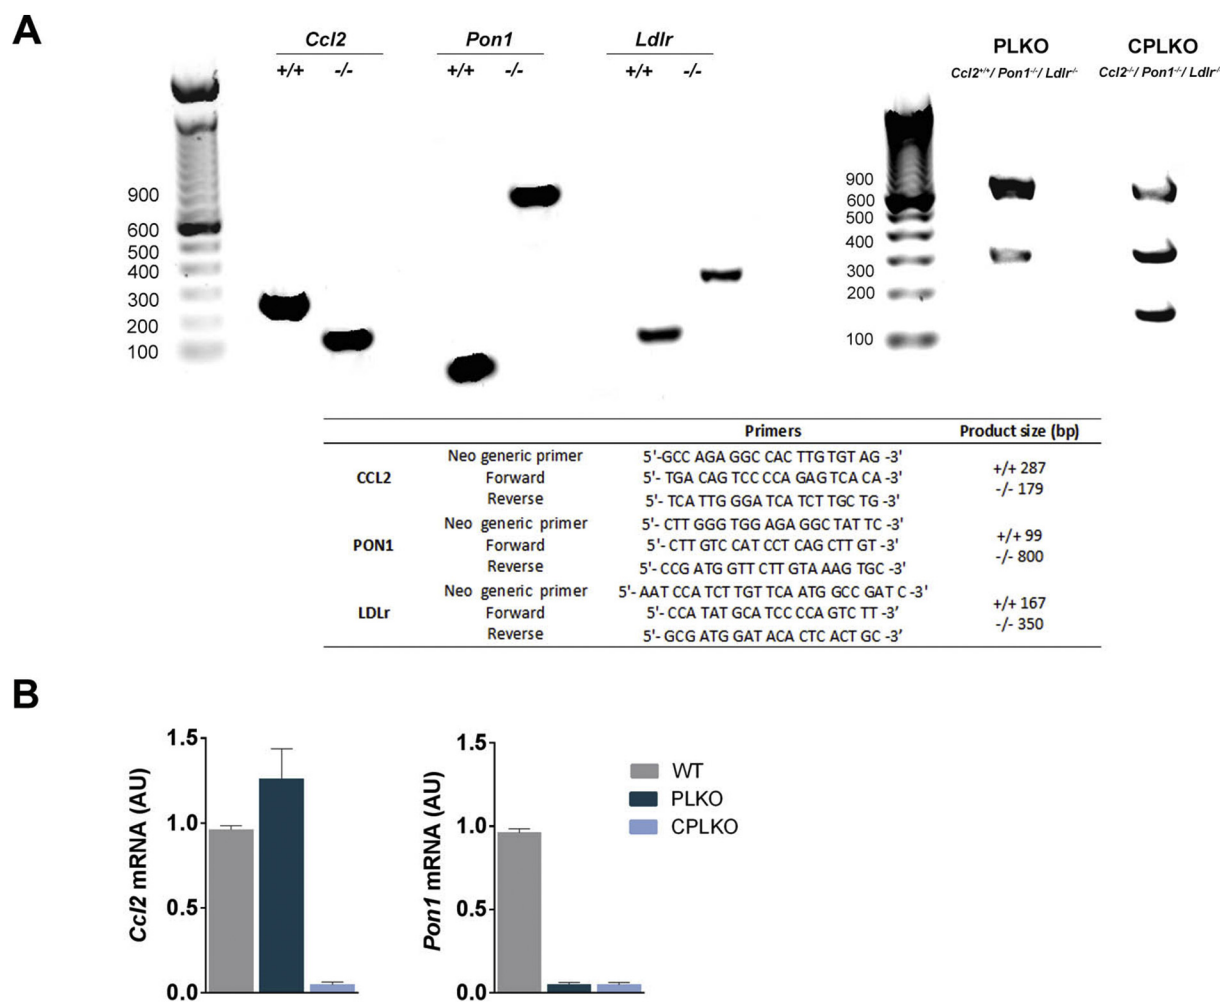 A
Ccl2 Pon1 Ldlr
+/+ -/- +/+ -/- +/+ -/-
PLKO CPLKO
Ccl2+/+/ Pon1-/-/ Ldlr-/- Ccl2-/-/ Pon1-/-/ Ldlr-/
900
600
500
400
300
200
100
900
600
500
400
300
200
100
Primers Product size (bp)
CCL2
Neo generic primer 5'-GCC AGA GGC CAC TTG TGT AG -3'
Forward 5'- TGA CAG TCC CCA GAG TCA CA -3'
Reverse 5'- TCA TTG GGA TCA TCT TGC TG -3'
+/+ 287
-/- 179
PON1
Neo generic primer 5'- CTT GGG TGG AGA GGC TAT TC -3'
Forward 5'- CTT GTC CAT CCT CAG CTT GT -3'
Reverse 5'- CCG ATG GTT CTT GTA AAG TGC -3'
+/+ 99
-/- 800
LDLr
Neo generic primer 5'- AAT CCA TCT TGT TCA ATG GCC GAT C -3'
Forward 5'- CCA TAT GCA TCC CCA GTC TT -3'
Reverse 5'- GCG ATG GAT ACA CTC ACT GC -3'
+/+ 167
-/- 350
B
Ccl2 mRNA (AU)
1.5
1.0
0.5
0.0
Pon1 mRNA (AU)
1.5
1.0
0.5
0.0
WT
PLKO
CPLKO